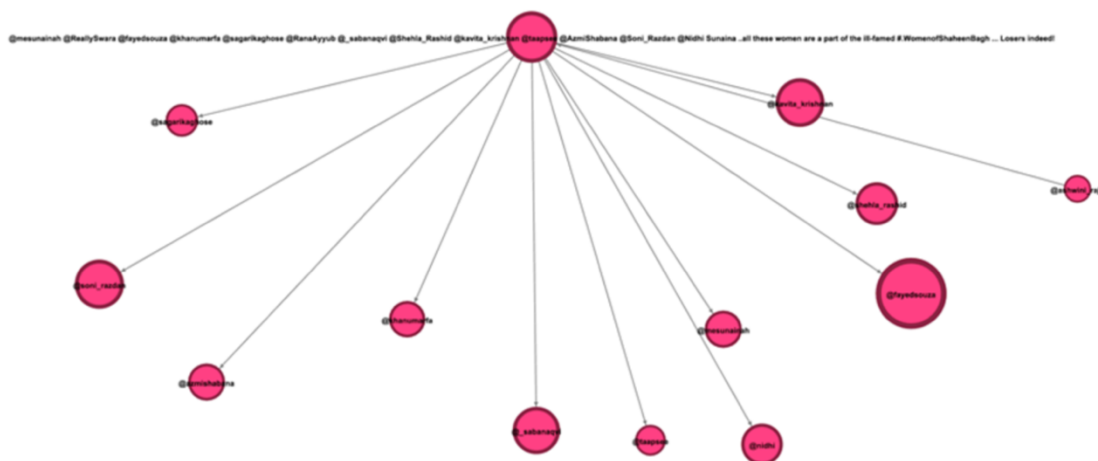 @mesunainah @ReallySwara @fayedsouza @khanumarfa @sagarikaghose @RanaAyyub @_sabanaqvi @Shehla_Rashid @kavita_krishnan @taapsee @AzmiShabana @Soni_Razdan @Nidhi Sunaina ..all these women are a part of the ill-famed #WomenofShaheenBagh ... Losers indeed!
@kavita_krishnan
@sagarikaghose
@shehla_rashid
@soni_razdan
@fayedsouza
@khanumarfa
@mesunainah
@azmishabana
@_sabanaqvi
@taapsee
@nidhi